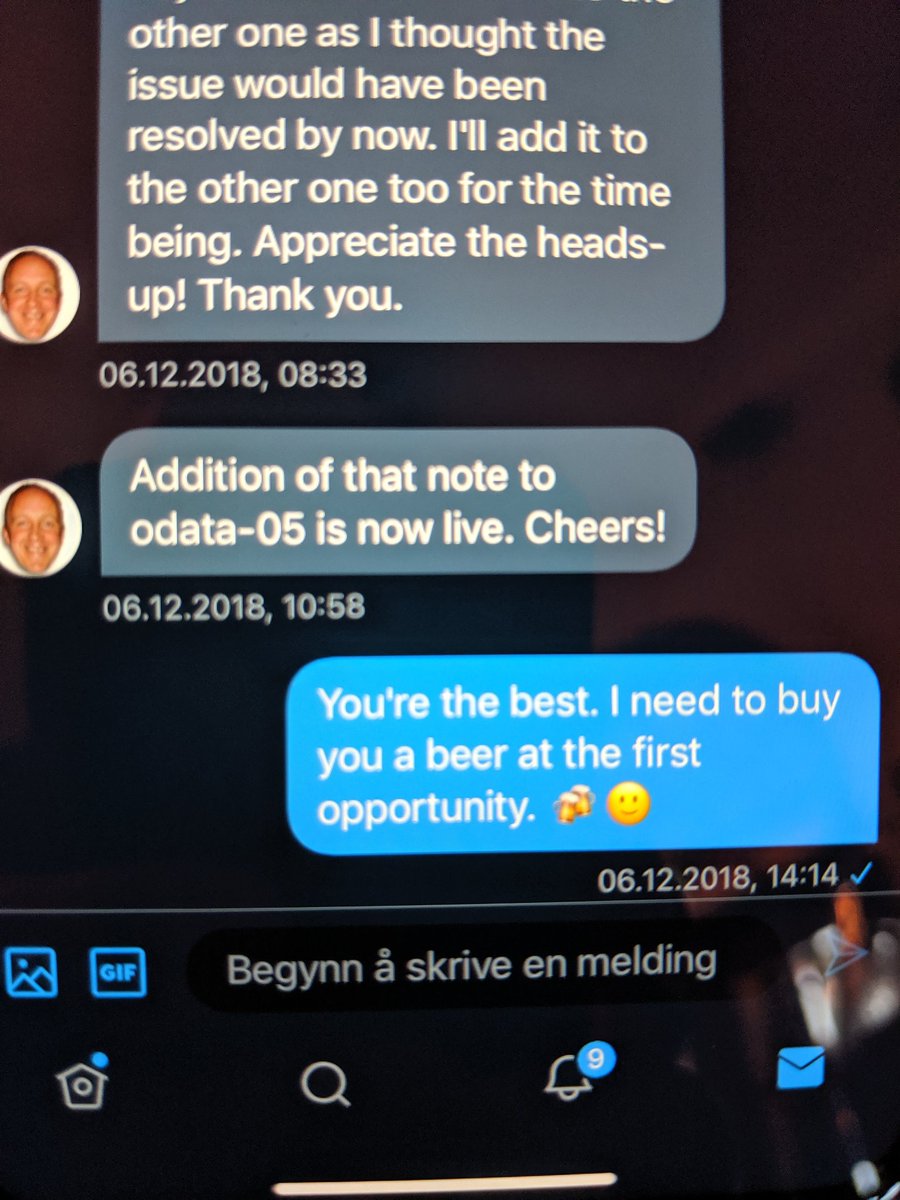 other one as I thought the
issue would have been
resolved by now. I'll add it to
the other one too for the time
being. Appreciate the heads-
up! Thank you.
06.12.2018, 08:33
Addition of that note to
odata-05 is now live. Cheers!
06.12.2018, 10:58
You're the best. I need to buy
you a beer at the first
opportunity. 🍻 🙂
06.12.2018, 14:14 ✓
GIF
Begynn å skrive en melding
9